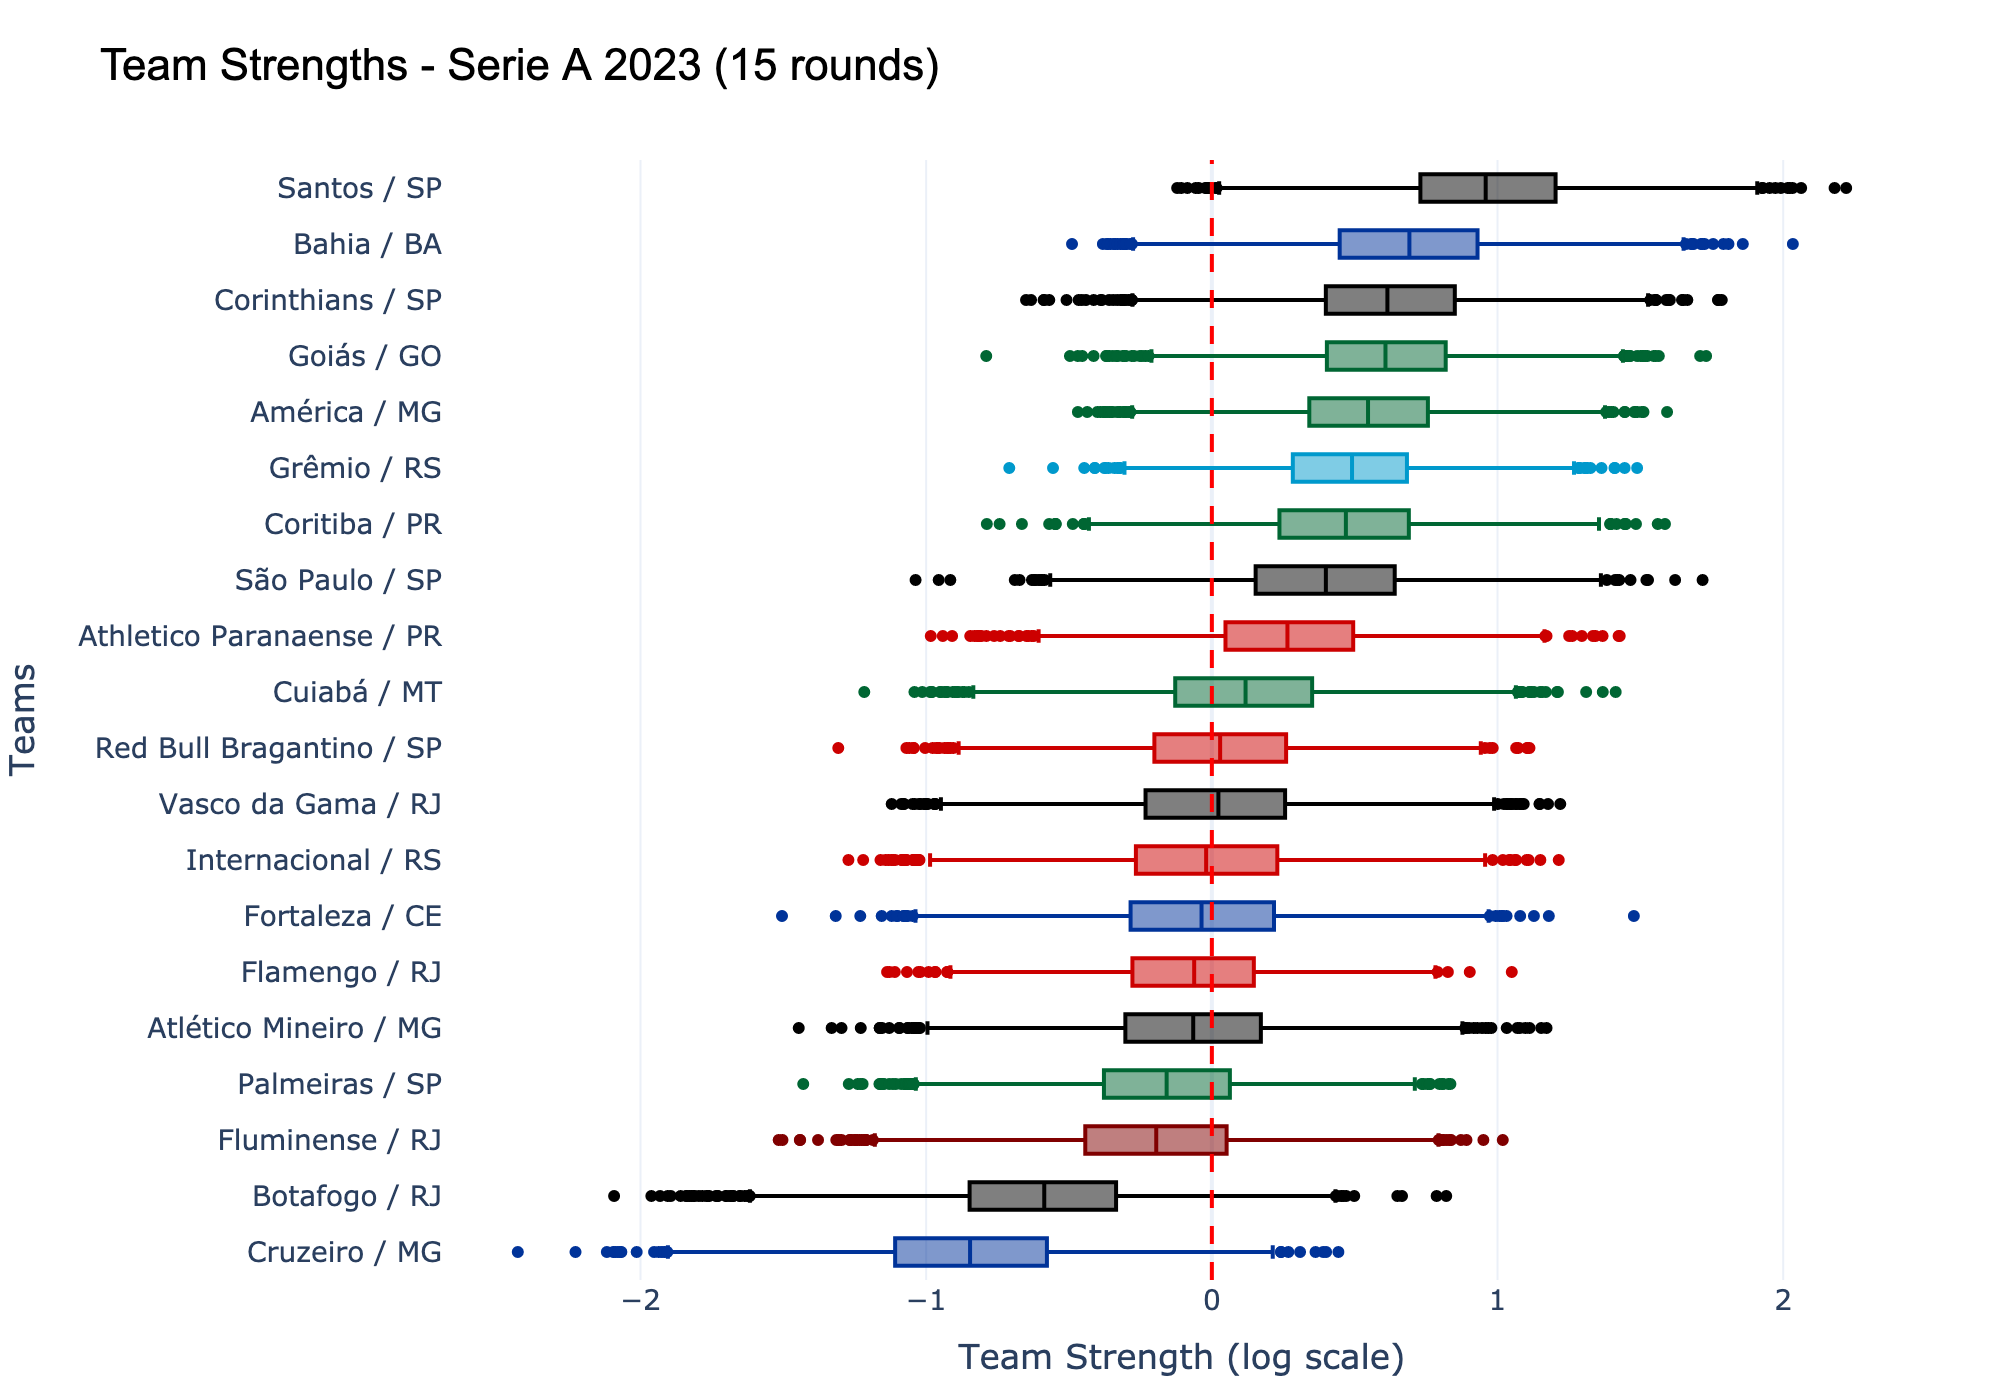 Team Strengths - Serie A 2023 (15 rounds)
Santos / SP
Bahia / BA
Corinthians / SP
Goiás / GO
América / MG
Grêmio / RS
Coritiba / PR
São Paulo / SP
Athletico Paranaense / PR
Cuiabá / MT
Red Bull Bragantino / SP
Vasco da Gama / RJ
Internacional / RS
Fortaleza / CE
Flamengo / RJ
Atlético Mineiro / MG
Palmeiras / SP
Fluminense / RJ
Botafogo / RJ
Cruzeiro / MG
Teams
−2 −1 0 1 2
Team Strength (log scale)